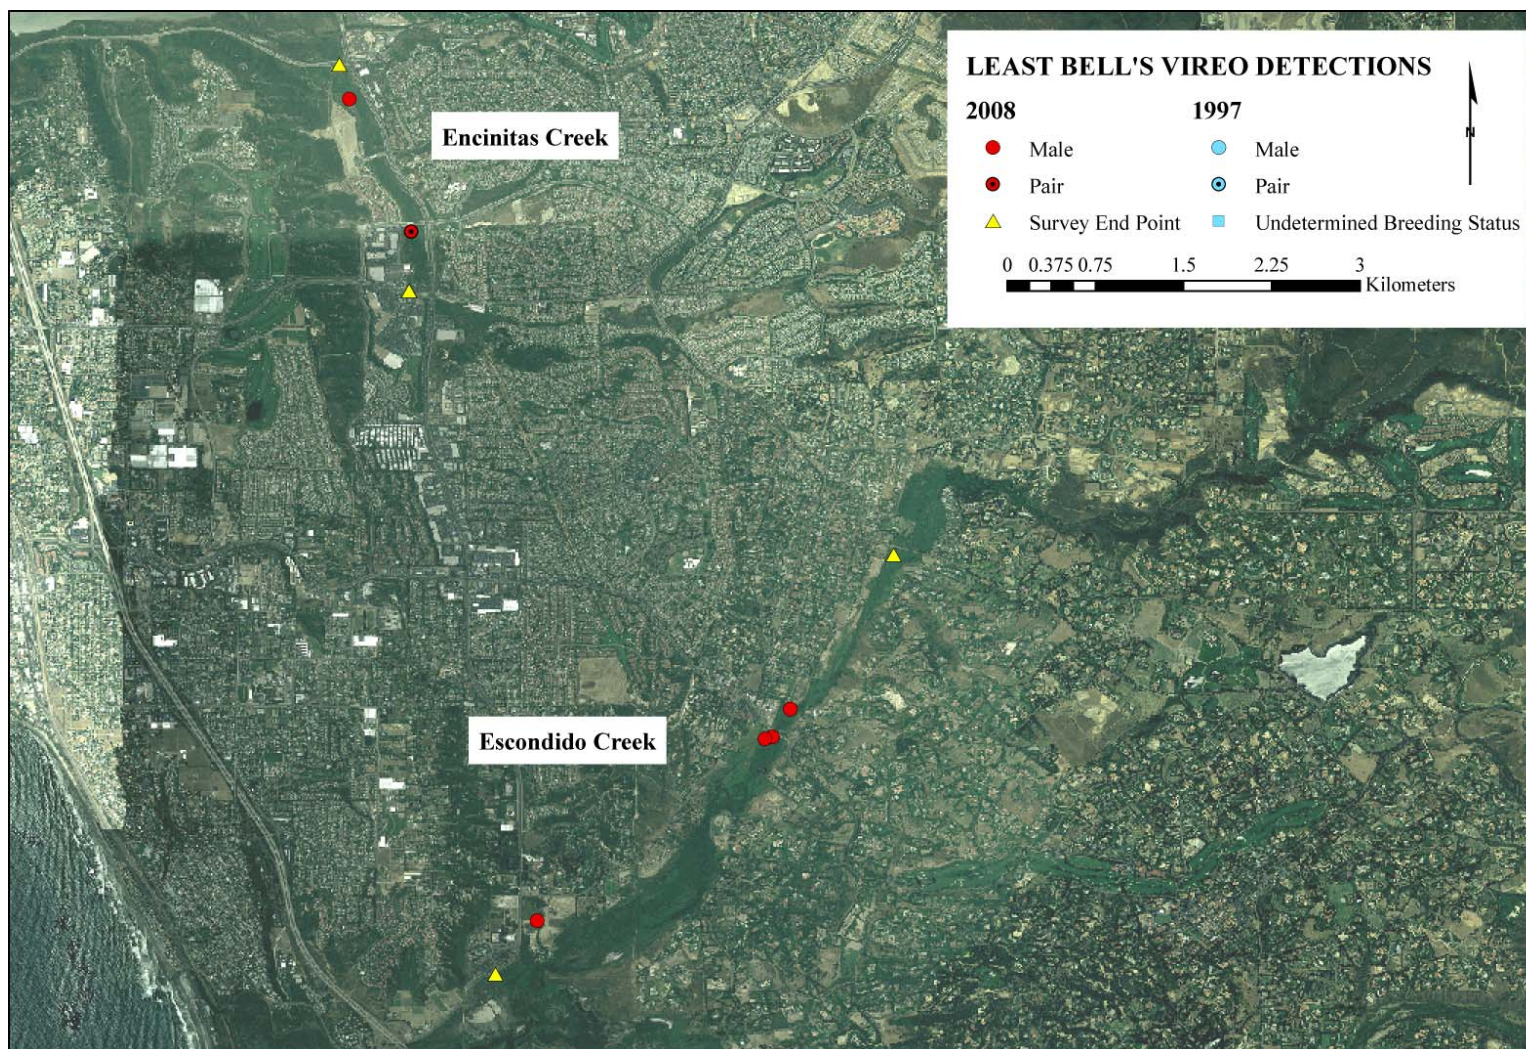 LEAST BELL'S VIREO DETECTIONS
2008 1997
Male Male
Pair Pair
Survey End Point Undetermined Breeding Status
0 0.375 0.75 1.5 2.25 3
Kilometers
N
Encinitas Creek
Escondido Creek